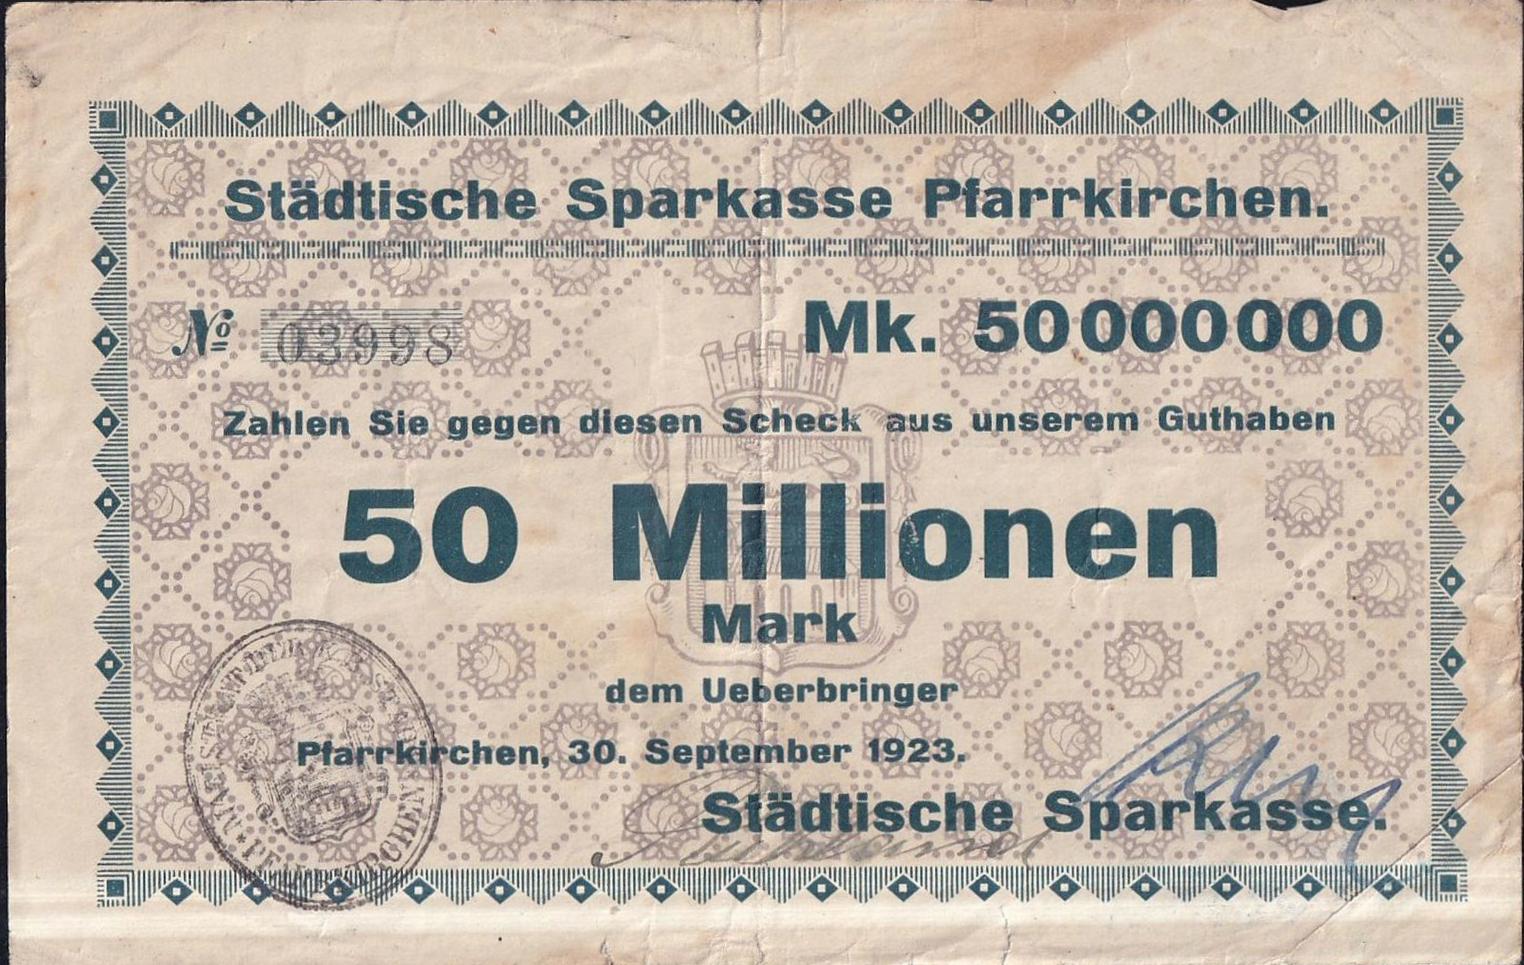 Städtische Sparkasse Pfarrkirchen.
No 03998
Mk. 50000000
Zahlen Sie gegen diesen Scheck aus unserem Guthaben
50 Millionen
Mark
dem Ueberbringer
Pfarrkirchen, 30. September 1923.
Städtische Sparkasse.
PFARRKIRCHEN